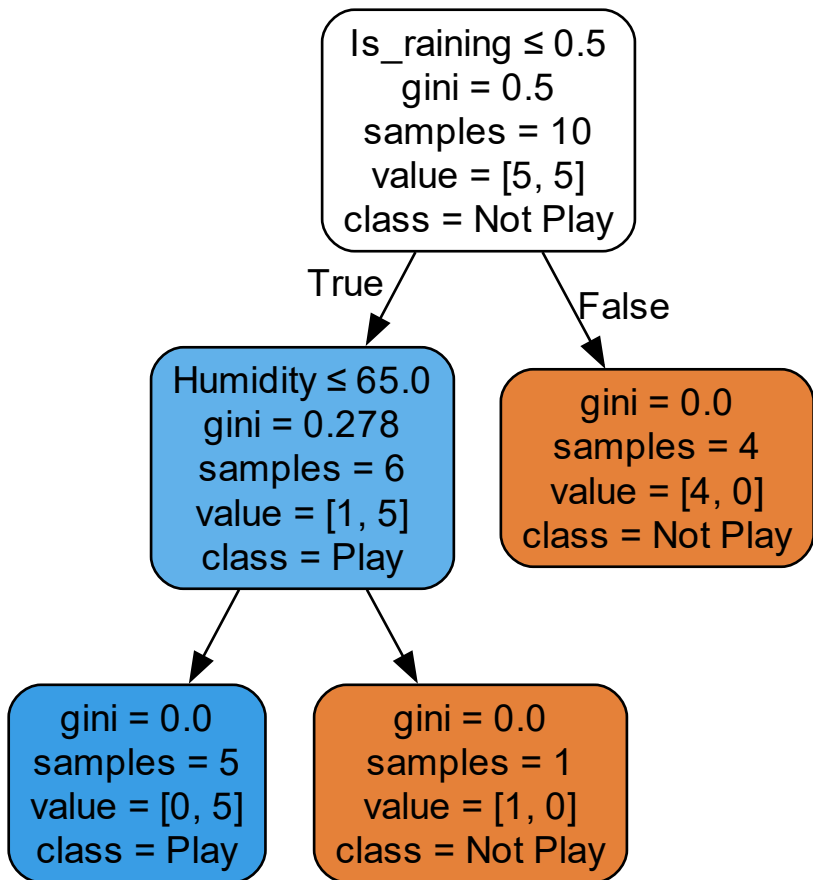 Is_raining ≤ 0.5
gini = 0.5
samples = 10
value = [5, 5]
class = Not Play
True
False
Humidity ≤ 65.0
gini = 0.278
samples = 6
value = [1, 5]
class = Play
gini = 0.0
samples = 4
value = [4, 0]
class = Not Play
gini = 0.0
samples = 5
value = [0, 5]
class = Play
gini = 0.0
samples = 1
value = [1, 0]
class = Not Play